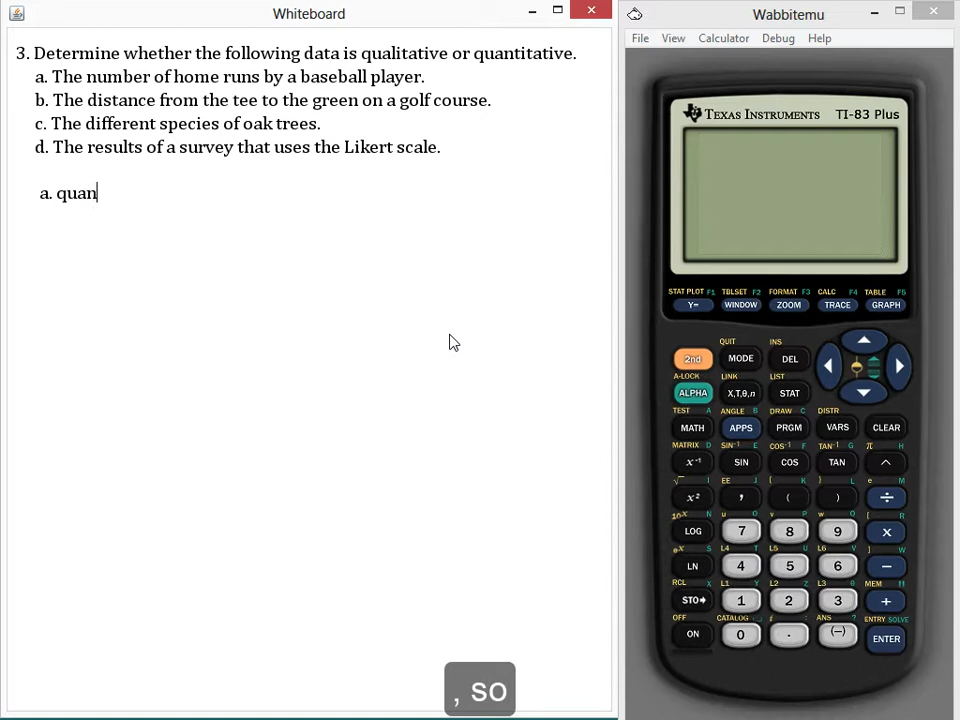 Whiteboard
3. Determine whether the following data is qualitative or quantitative.
a. The number of home runs by a baseball player.
b. The distance from the tee to the green on a golf course.
c. The different species of oak trees.
d. The results of a survey that uses the Likert scale.
a. quan
, so
Wabbitemu
File View Calculator Debug Help
TEXAS INSTRUMENTS TI-83 Plus
STAT PLOT F1 TBLSET F2 FORMAT F3 CALC F4 TABLE F5
Y= WINDOW ZOOM TRACE GRAPH
QUIT INS
2nd MODE DEL
A-LOCK LINK LIST
ALPHA X,T,θ,n STAT
TEST A ANGLE B DRAW C DISTR
MATH APPS PRGM VARS CLEAR
MATRIX D SIN⁻¹ E COS⁻¹ F TAN⁻¹ G π H
x⁻¹ SIN COS TAN ^
√ I EE J { K } L e M
x² , ( ) ÷
10ˣ N u O v P w Q [ R
LOG 7 8 9 ×
eˣ S L4 T L5 U L6 V ] W
LN 4 5 6 −
RCL X L1 Y L2 Z L3 θ MEM "
STO➔ 1 2 3 +
OFF CATALOG ANS ? ENTRY SOLVE
ON 0 . (−) ENTER